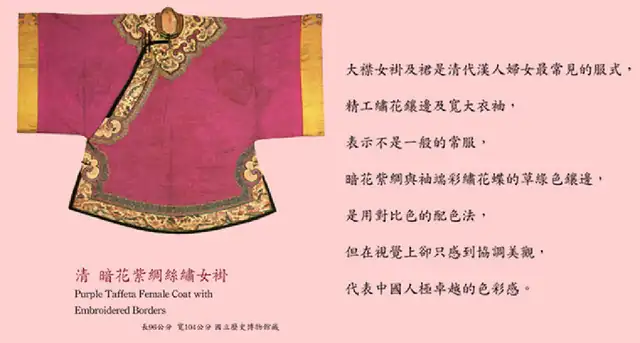 大襟女褂及裙是清代漢人婦女最常見的服式，
精工繡花鑲邊及寬大衣袖，
表示不是一般的常服，
暗花紫綢與袖端彩繡花蝶的草綠色鑲邊，
是用對比色的配色法，
但在視覺上卻只感到協調美觀，
代表中國人極卓越的色彩感。
清 暗花紫綢絲繡女褂
Purple Taffeta Female Coat with
Embroidered Borders
長96公分 寬104公分 國立歷史博物館藏